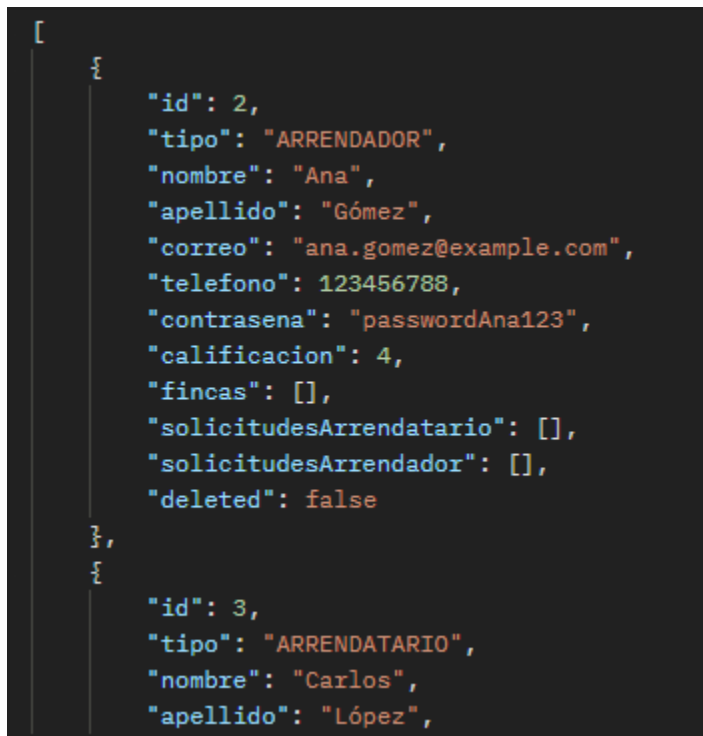 [
{
"id": 2,
"tipo": "ARRENDADOR",
"nombre": "Ana",
"apellido": "Gómez",
"correo": "ana.gomez@example.com",
"telefono": 123456788,
"contrasena": "passwordAna123",
"calificacion": 4,
"fincas": [],
"solicitudesArrendatario": [],
"solicitudesArrendador": [],
"deleted": false
},
{
"id": 3,
"tipo": "ARRENDATARIO",
"nombre": "Carlos",
"apellido": "López",